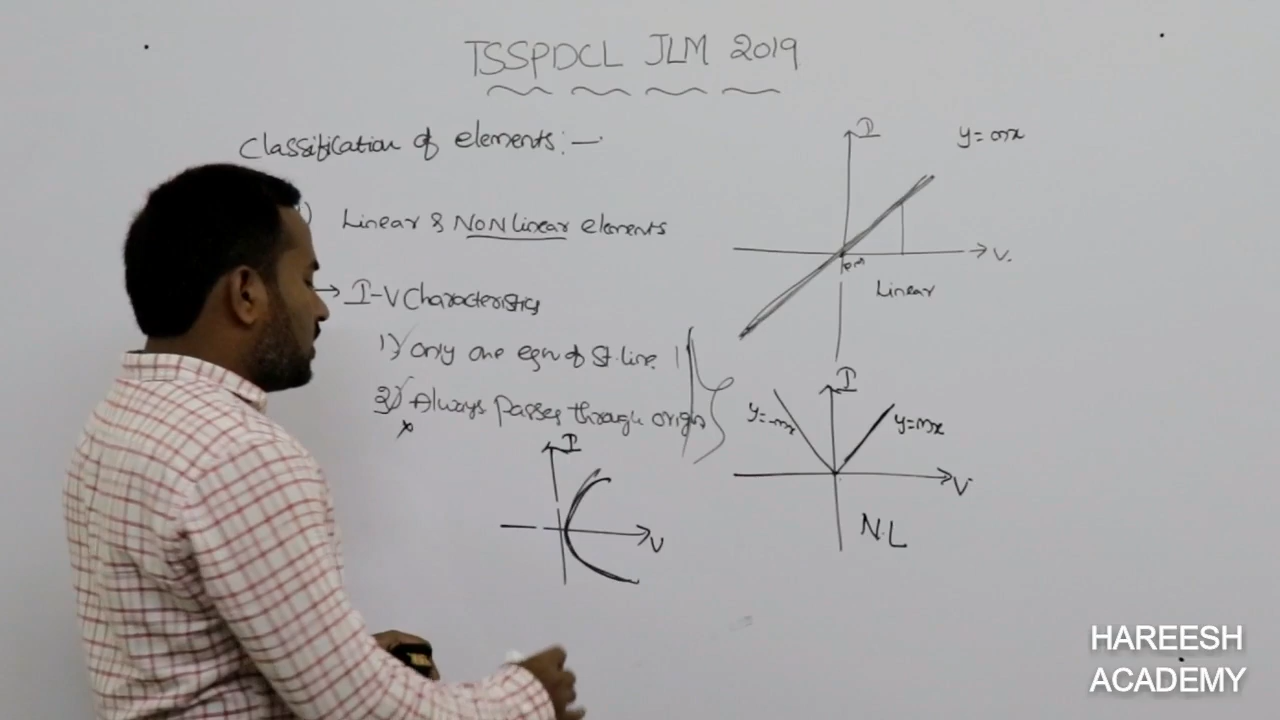 TSSPDCL JLM 2019
Classification of elements:-
Linear & NON linear elements
→ I-V Characteristics
1) only one eqn of St. line
2) Always passes through origin
I
V
I
y=mx
V
Linear
I
y=-mx
y=mx
V
N.L
HAREESH
ACADEMY